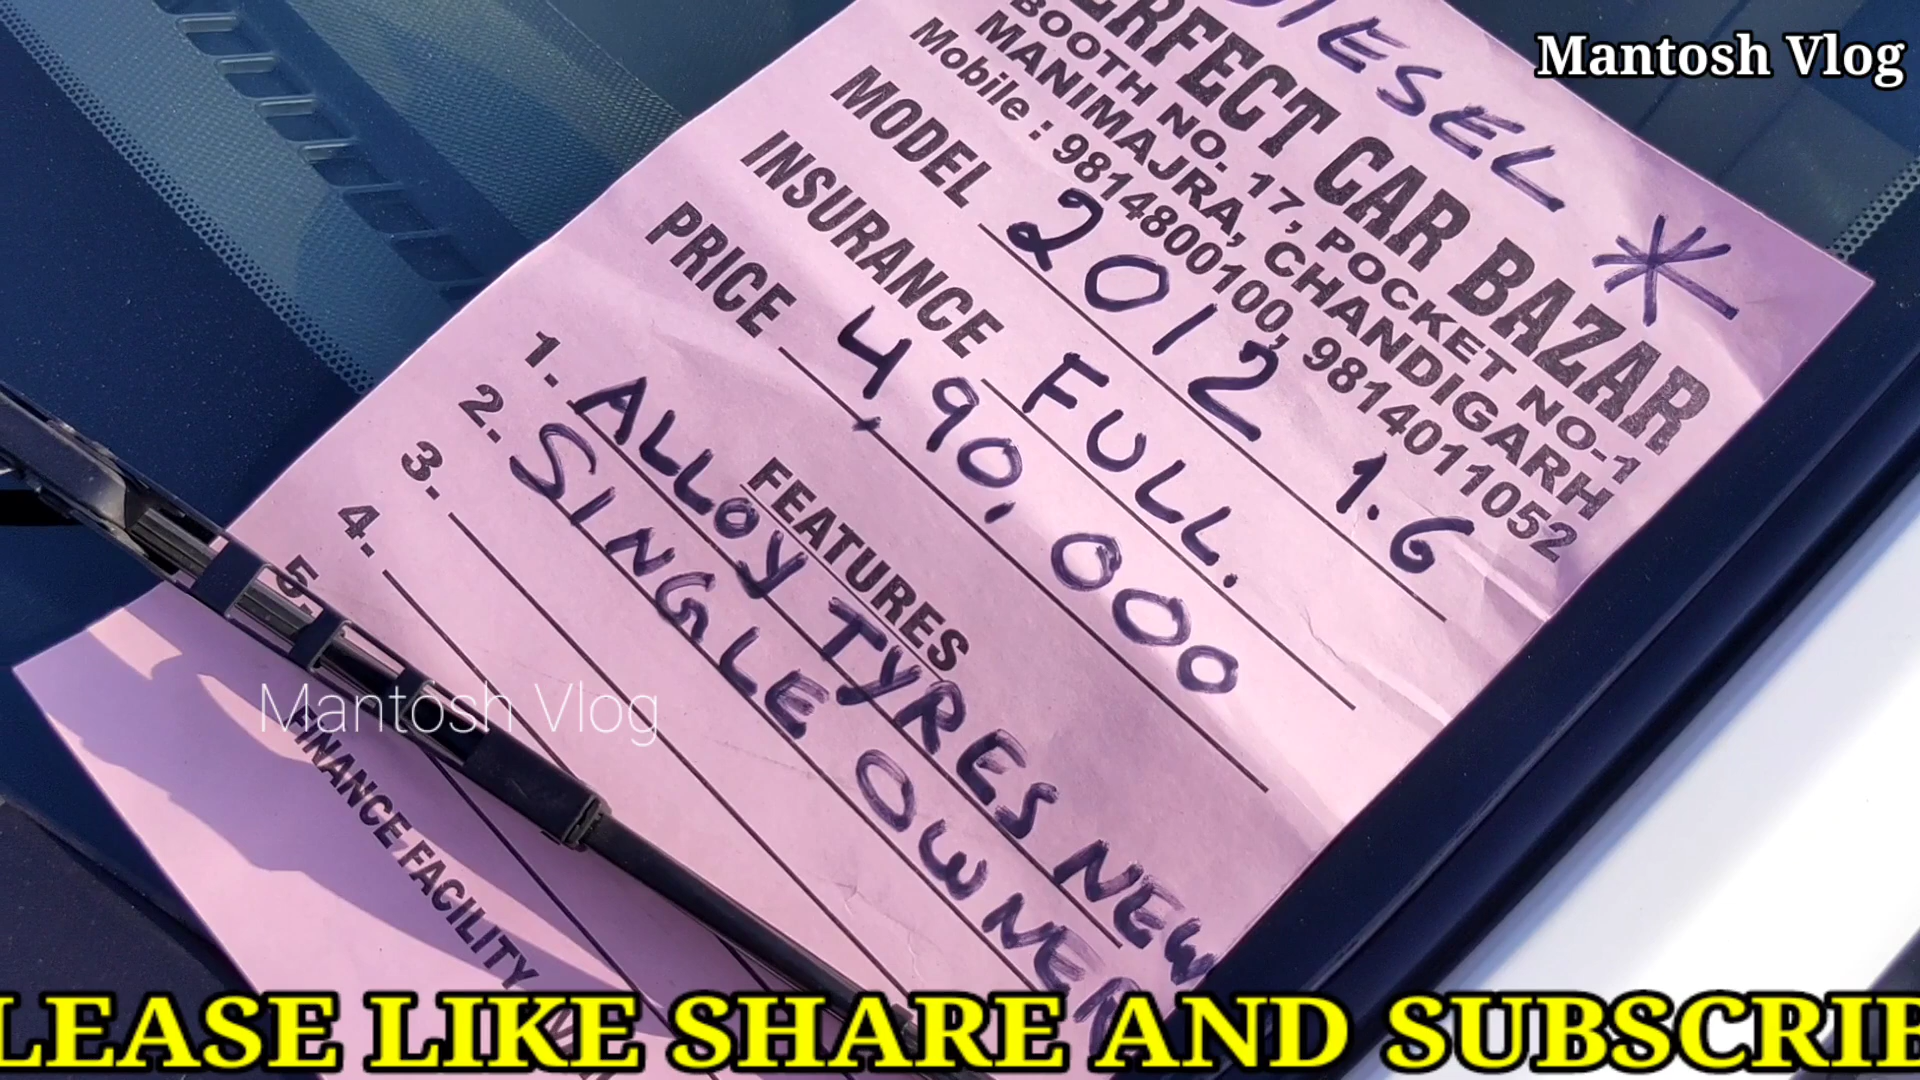 Mantosh Vlog
DIESEL *
PERFECT CAR BAZAR
BOOTH NO. 17, POCKET NO-1
MANIMAJRA, CHANDIGARH
Mobile : 9814800100, 9814011052
MODEL 2012 1.6
INSURANCE FULL.
PRICE 4,90,000
FEATURES
1. ALLOY TYRES NEW
2. SINGLE OWNER
3.
4.
5.
FINANCE FACILITY
Mantosh Vlog
LEASE LIKE SHARE AND SUBSCRIB